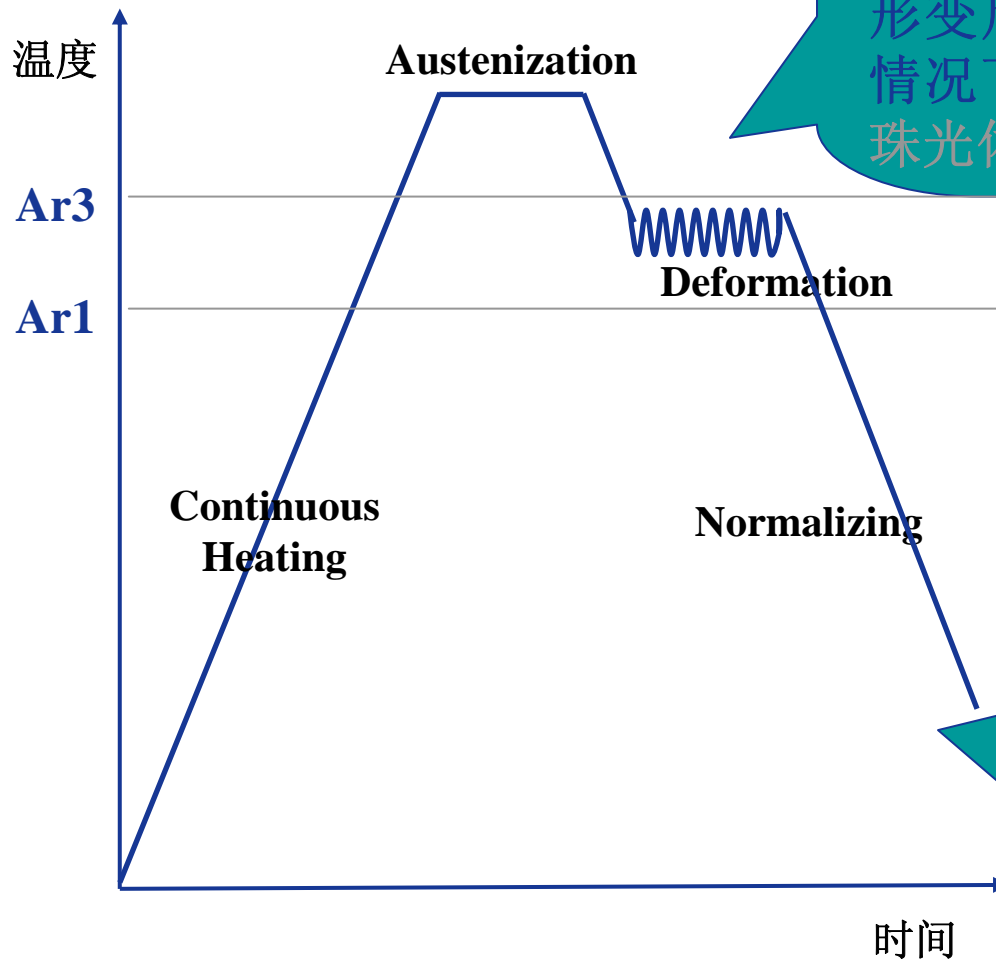 温度
Austenization
形变
情况
珠光
Ar3
Deformation
Ar1
Continuous
Heating
Normalizing
时间